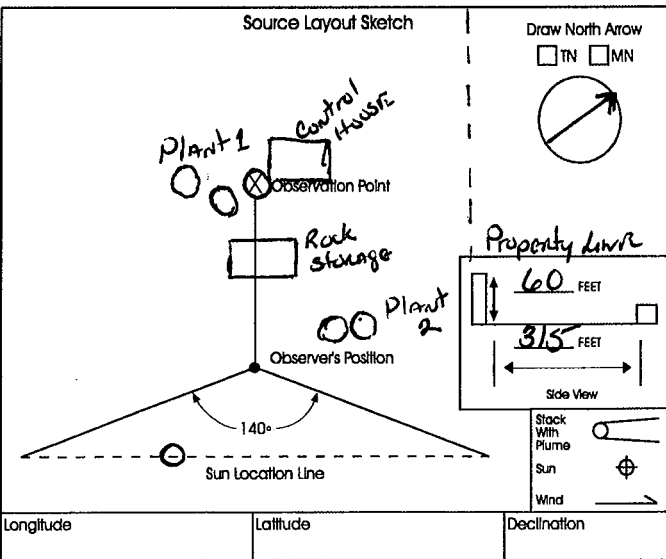 Source Layout Sketch
Draw North Arrow
TN MN
Control
House
Plant 1
Observation Point
Rock
Storage
Property Line
60 FEET
315 FEET
Side View
Plant
2
Observer's Position
140°
Sun Location Line
Stack
With
Plume
Sun
Wind
Longitude
Latitude
Declination